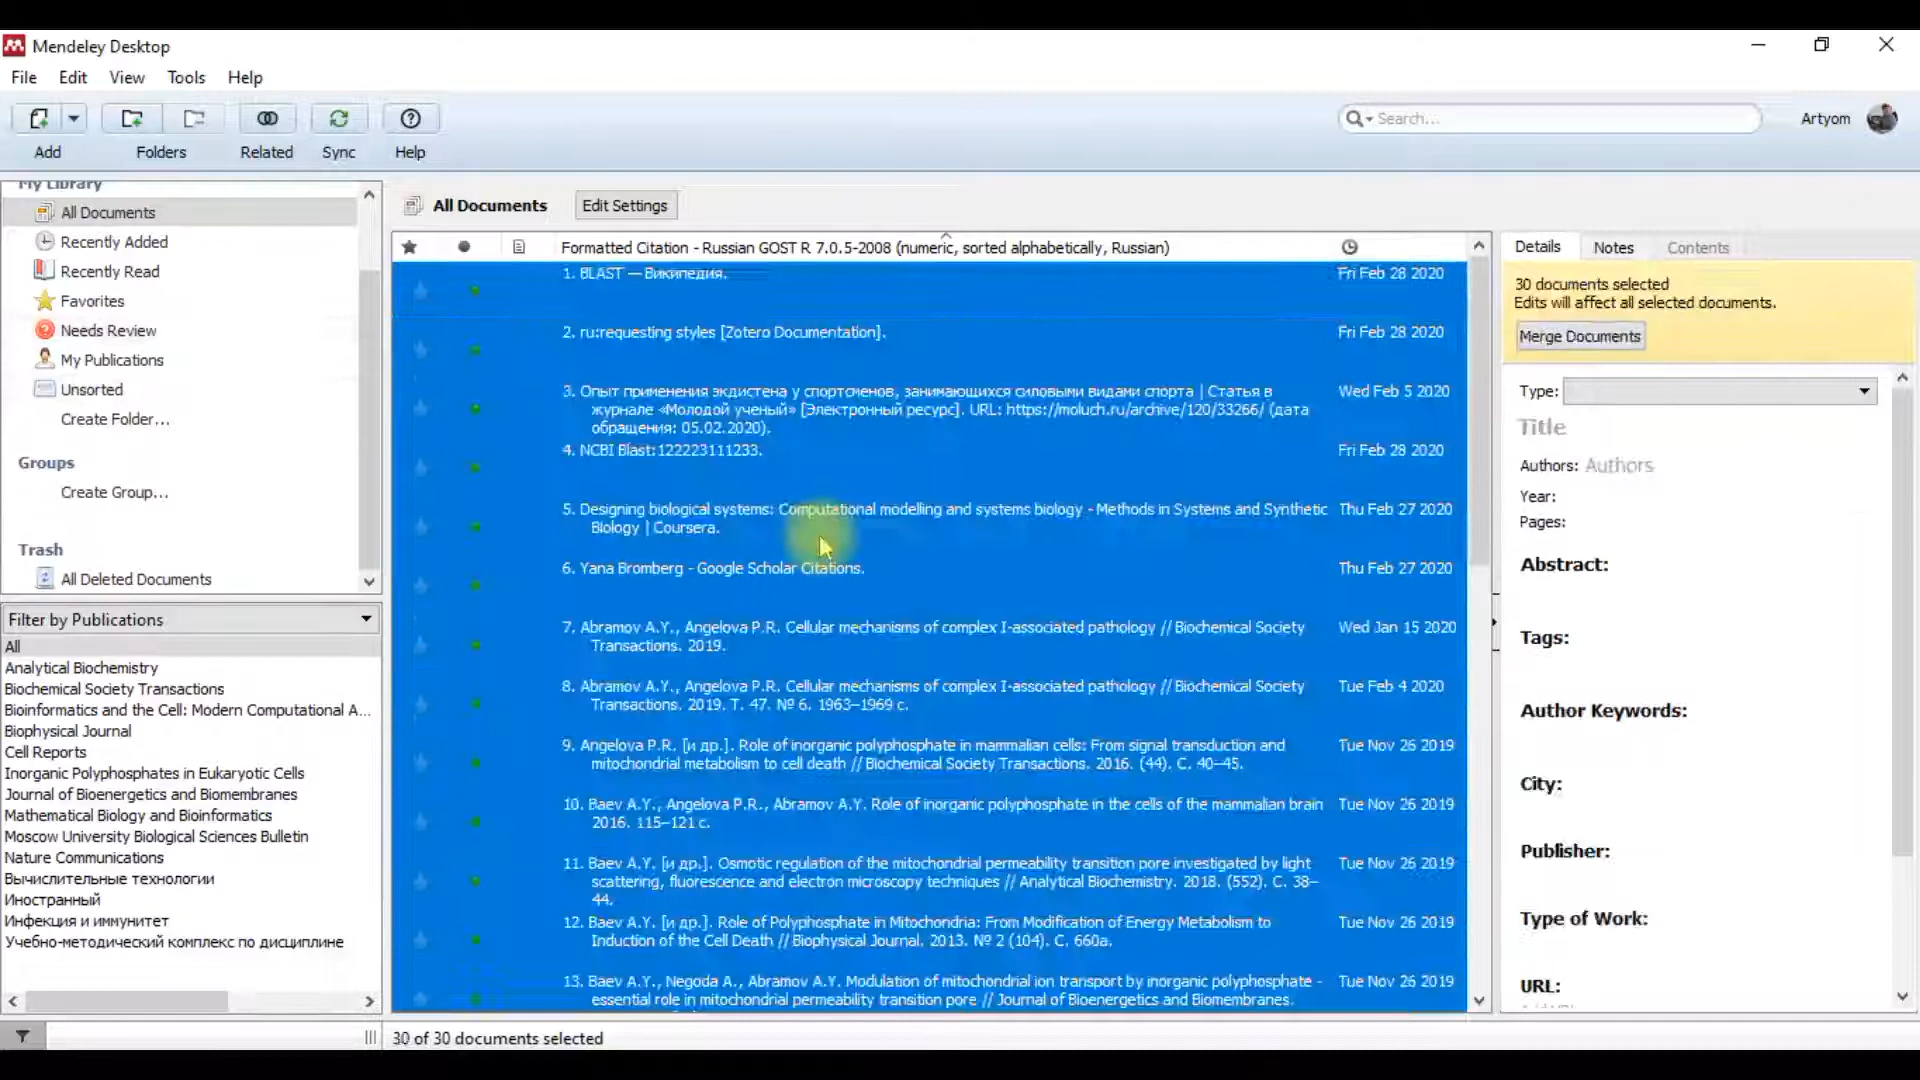 Mendeley Desktop
File Edit View Tools Help
Search...
Artyom
Add Folders Related Sync Help
My Library
All Documents
Recently Added
Recently Read
Favorites
Needs Review
My Publications
Unsorted
Create Folder...
Groups
Create Group...
Trash
All Deleted Documents
Filter by Publications
All
Analytical Biochemistry
Biochemical Society Transactions
Bioinformatics and the Cell: Modern Computational A...
Biophysical Journal
Cell Reports
Inorganic Polyphosphates in Eukaryotic Cells
Journal of Bioenergetics and Biomembranes
Mathematical Biology and Bioinformatics
Moscow University Biological Sciences Bulletin
Nature Communications
Вычислительные технологии
Иностранный
Инфекция и иммунитет
Учебно-методический комплекс по дисциплине
All Documents Edit Settings
Formatted Citation - Russian GOST R 7.0.5-2008 (numeric, sorted alphabetically, Russian)
1. BLAST — Википедия. Fri Feb 28 2020
2. ru:requesting styles [Zotero Documentation]. Fri Feb 28 2020
3. Опыт применения экдистена у спортсменов, занимающихся силовыми видами спорта | Статья в Wed Feb 5 2020
журнале «Молодой ученый» [Электронный ресурс]. URL: https://moluch.ru/archive/120/33266/ (дата
обращения: 05.02.2020).
4. NCBI Blast:122223111233. Fri Feb 28 2020
5. Designing biological systems: Computational modelling and systems biology - Methods in Systems and Synthetic Thu Feb 27 2020
Biology | Coursera.
6. Yana Bromberg - Google Scholar Citations. Thu Feb 27 2020
7. Abramov A.Y., Angelova P.R. Cellular mechanisms of complex I-associated pathology // Biochemical Society Wed Jan 15 2020
Transactions. 2019.
8. Abramov A.Y., Angelova P.R. Cellular mechanisms of complex I-associated pathology // Biochemical Society Tue Feb 4 2020
Transactions. 2019. Т. 47. № 6. 1963–1969 с.
9. Angelova P.R. [и др.]. Role of inorganic polyphosphate in mammalian cells: From signal transduction and Tue Nov 26 2019
mitochondrial metabolism to cell death // Biochemical Society Transactions. 2016. (44). C. 40–45.
10. Baev A.Y., Angelova P.R., Abramov A.Y. Role of inorganic polyphosphate in the cells of the mammalian brain Tue Nov 26 2019
2016. 115–121 с.
11. Baev A.Y. [и др.]. Osmotic regulation of the mitochondrial permeability transition pore investigated by light Tue Nov 26 2019
scattering, fluorescence and electron microscopy techniques // Analytical Biochemistry. 2018. (552). C. 38–
44.
12. Baev A.Y. [и др.]. Role of Polyphosphate in Mitochondria: From Modification of Energy Metabolism to Tue Nov 26 2019
Induction of the Cell Death // Biophysical Journal. 2013. № 2 (104). C. 660a.
13. Baev A.Y., Negoda A., Abramov A.Y. Modulation of mitochondrial ion transport by inorganic polyphosphate - Tue Nov 26 2019
essential role in mitochondrial permeability transition pore // Journal of Bioenergetics and Biomembranes.
30 of 30 documents selected
Details Notes Contents
30 documents selected
Edits will affect all selected documents.
Merge Documents
Type:
Title
Authors: Authors
Year:
Pages:
Abstract:
Tags:
Author Keywords:
City:
Publisher:
Type of Work:
URL: